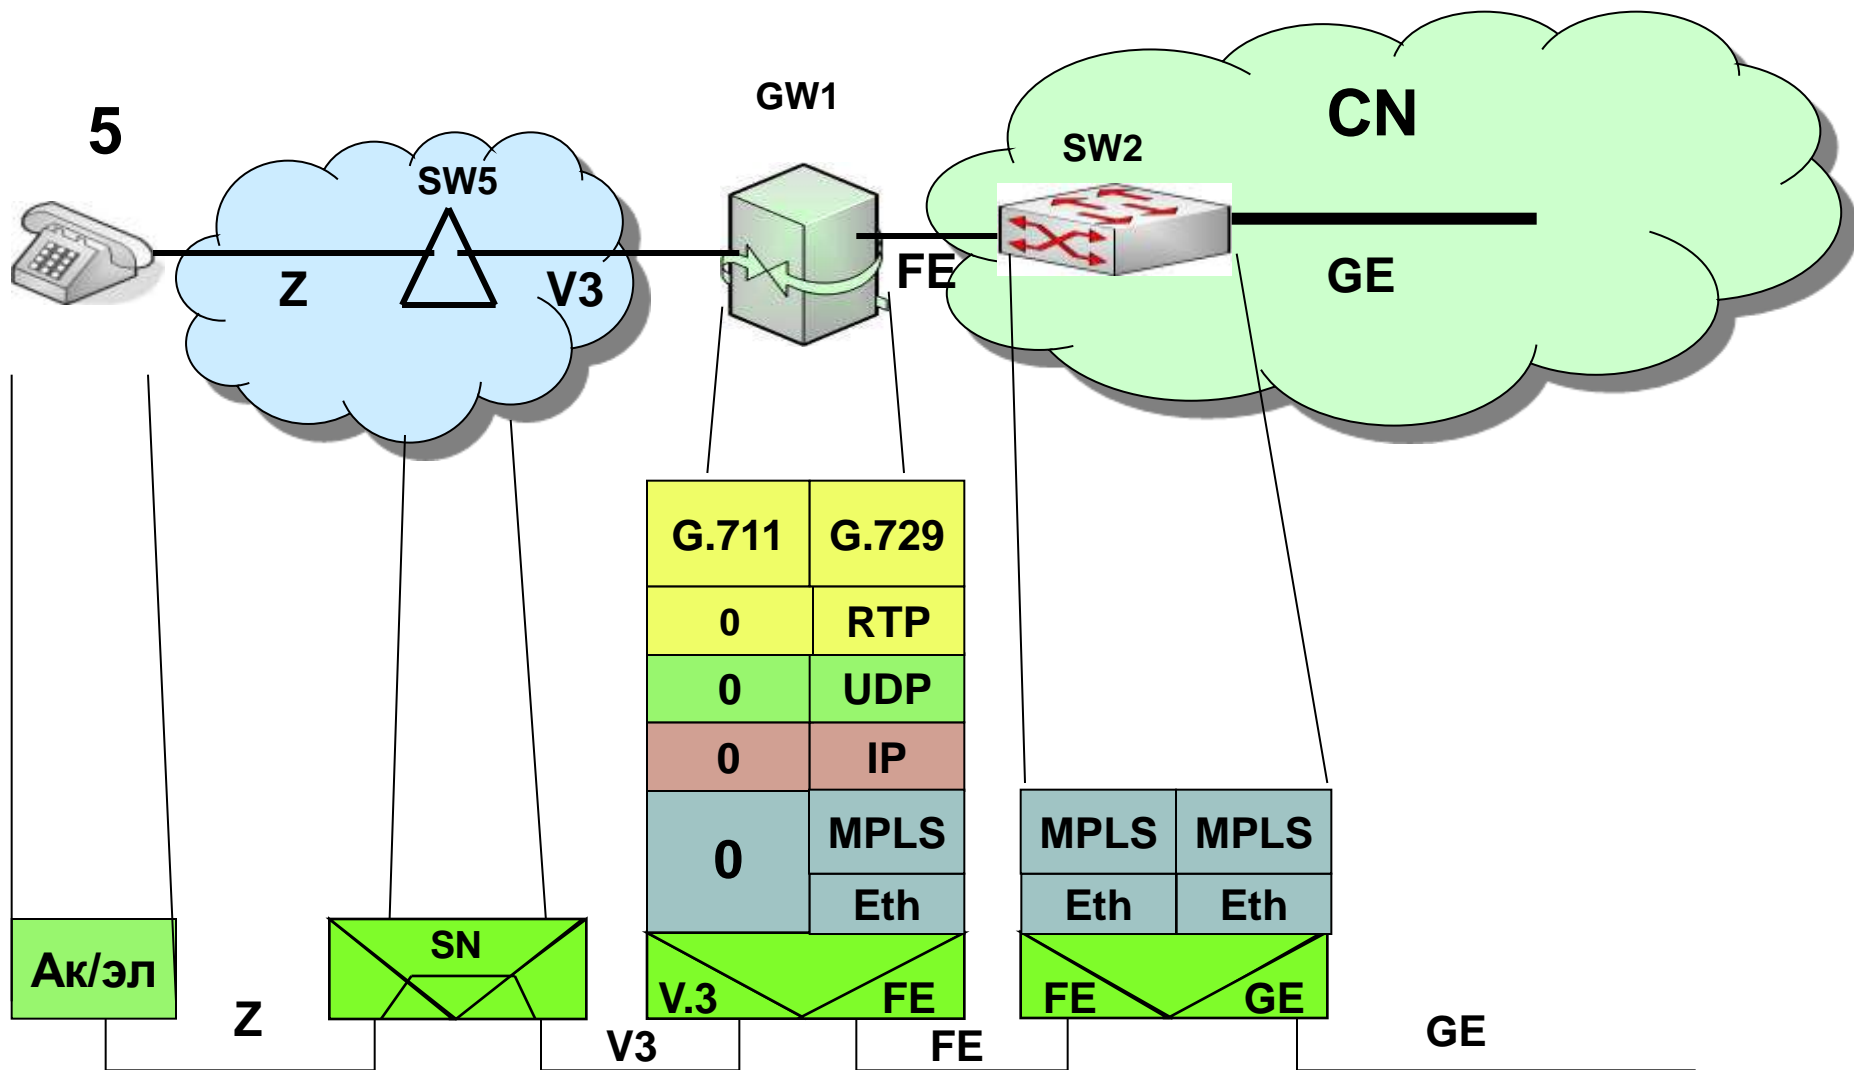 5
GW1
CN
SW2
SW5
Z
V3
FE
GE
G.711
G.729
0
RTP
0
UDP
0
IP
0
MPLS
Eth
MPLS
MPLS
Eth
Eth
Ак/эл
SN
V.3
FE
FE
GE
Z
V3
FE
GE